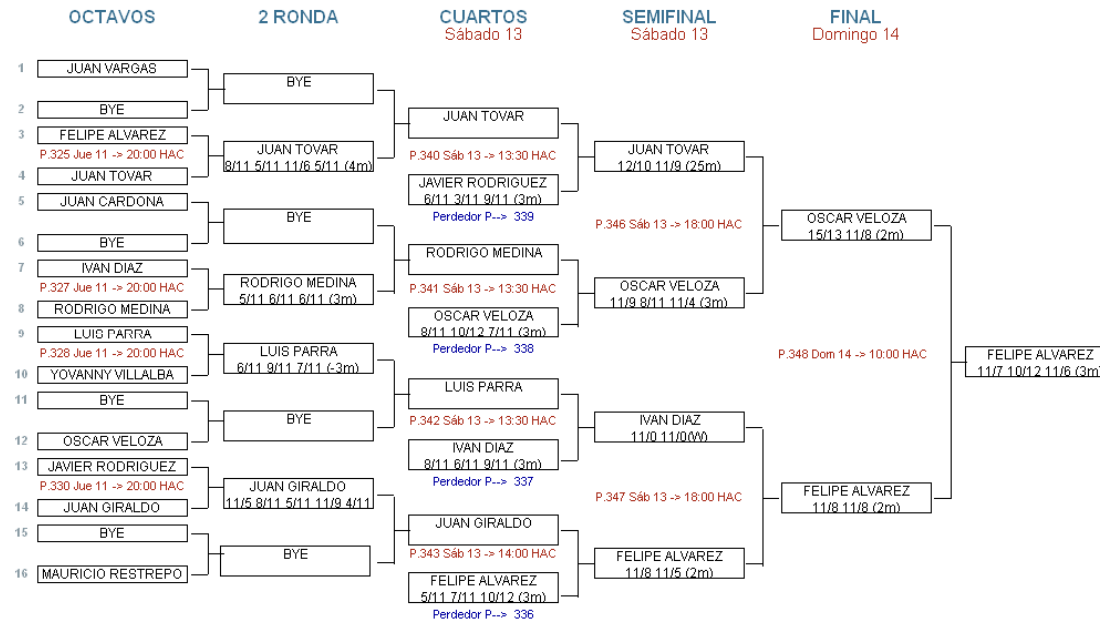 OCTAVOS
2 RONDA
CUARTOS
Sábado 13
SEMIFINAL
Sábado 13
FINAL
Domingo 14
1 JUAN VARGAS
2 BYE
3 FELIPE ALVAREZ
P.325 Jue 11 -> 20:00 HAC
4 JUAN TOVAR
5 JUAN CARDONA
6 BYE
7 IVAN DIAZ
P.327 Jue 11 -> 20:00 HAC
8 RODRIGO MEDINA
9 LUIS PARRA
P.328 Jue 11 -> 20:00 HAC
10 YOVANNY VILLALBA
11 BYE
12 OSCAR VELOZA
13 JAVIER RODRIGUEZ
P.330 Jue 11 -> 20:00 HAC
14 JUAN GIRALDO
15 BYE
16 MAURICIO RESTREPO
BYE
JUAN TOVAR
8/11 5/11 11/6 5/11 (4m)
BYE
RODRIGO MEDINA
5/11 6/11 6/11 (3m)
LUIS PARRA
6/11 9/11 7/11 (-3m)
BYE
JUAN GIRALDO
11/5 8/11 5/11 11/9 4/11
BYE
JUAN TOVAR
P.340 Sáb 13 -> 13:30 HAC
JAVIER RODRIGUEZ
6/11 3/11 9/11 (3m)
Perdedor P--> 339
RODRIGO MEDINA
P.341 Sáb 13 -> 13:30 HAC
OSCAR VELOZA
8/11 10/12 7/11 (3m)
Perdedor P--> 338
LUIS PARRA
P.342 Sáb 13 -> 13:30 HAC
IVAN DIAZ
8/11 6/11 9/11 (3m)
Perdedor P--> 337
JUAN GIRALDO
P.343 Sáb 13 -> 14:00 HAC
FELIPE ALVAREZ
5/11 7/11 10/12 (3m)
Perdedor P--> 336
JUAN TOVAR
12/10 11/9 (25m)
P.346 Sáb 13 -> 18:00 HAC
OSCAR VELOZA
11/9 8/11 11/4 (3m)
IVAN DIAZ
11/0 11/0(W)
P.347 Sáb 13 -> 18:00 HAC
FELIPE ALVAREZ
11/8 11/5 (2m)
OSCAR VELOZA
15/13 11/8 (2m)
P.348 Dom 14 -> 10:00 HAC
FELIPE ALVAREZ
11/8 11/8 (2m)
FELIPE ALVAREZ
11/7 10/12 11/6 (3m)